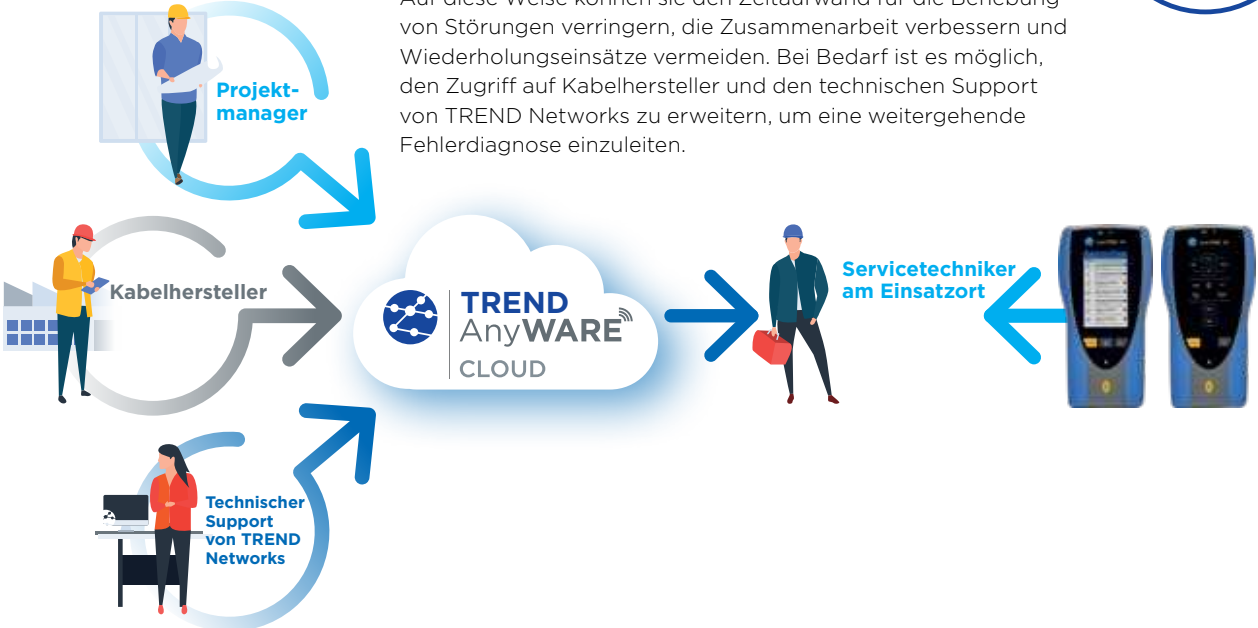 von Störungen verringern, die Zusammenarbeit verbessern und
Wiederholungseinsätze vermeiden. Bei Bedarf ist es möglich,
den Zugriff auf Kabelhersteller und den technischen Support
von TREND Networks zu erweitern, um eine weitergehende
Fehlerdiagnose einzuleiten.
Projekt-
manager
Kabelhersteller
TREND
AnyWARE
CLOUD
Servicetechniker
am Einsatzort
Technischer
Support
von TREND
Networks